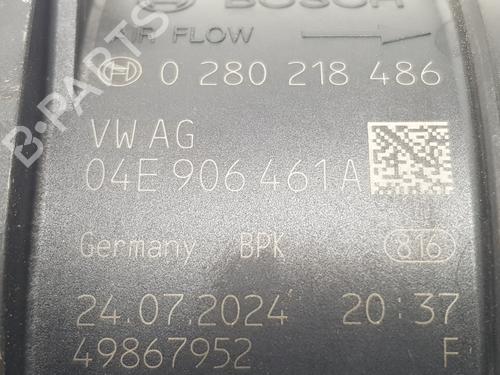 BOSCH
AIR FLOW
0 280 218 486
VW AG
04E 906 461 A
Germany BPK 816
24.07.2024 20:37
49867952 F
B-PARTS